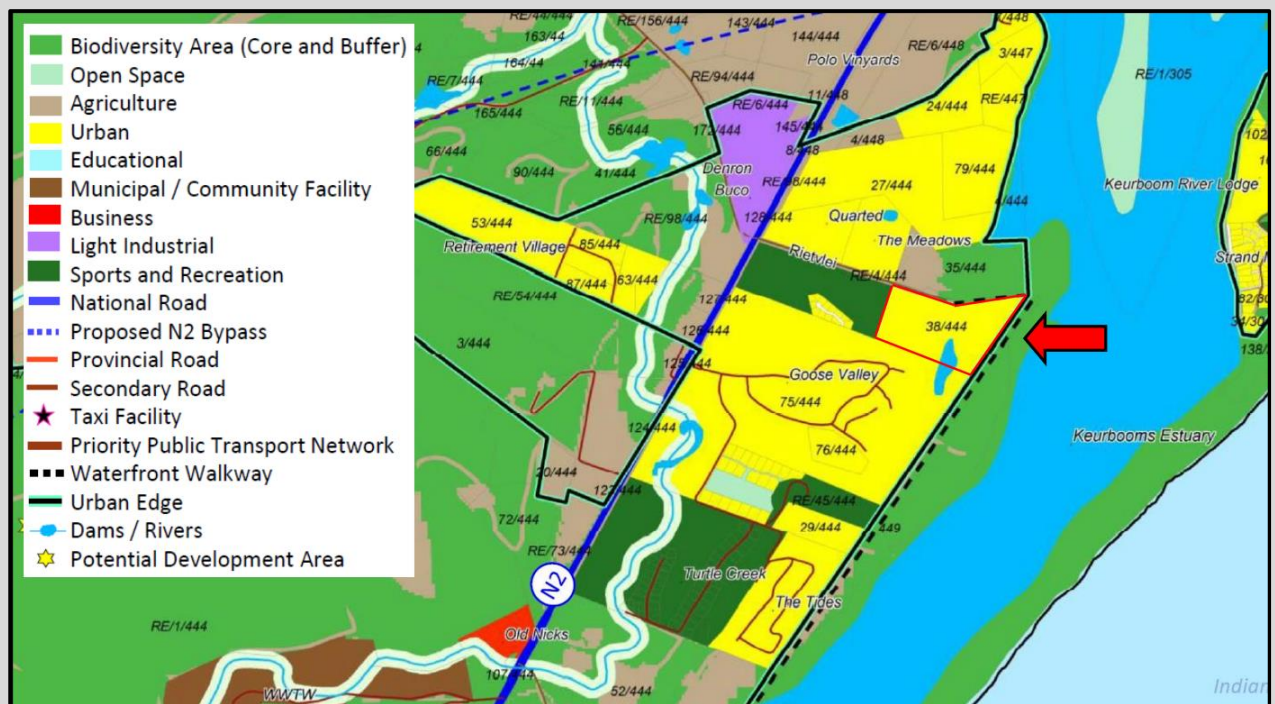 Biodiversity Area (Core and Buffer)
Open Space
Agriculture
Urban
Educational
Municipal / Community Facility
Business
Light Industrial
Sports and Recreation
National Road
Proposed N2 Bypass
Provincial Road
Secondary Road
Taxi Facility
Priority Public Transport Network
Waterfront Walkway
Urban Edge
Dams / Rivers
Potential Development Area
RE/44/444
RE/156/444
143/444
144/444
163/44
164/44
RE/6/448
3/447
Polo Vinyards
RE/7/444
RE/94/444
RE/1/305
RE/11/444
165/444
RE/6/444
11/448
24/444
RE/447
56/444
172/444
4/448
66/444
8/448
90/444
41/444
Denron
Buco
RE/98/444
79/444
27/444
Keurboom River Lodge
53/444
RE/98/444
128/444
Quarted
The Meadows
Retirement Village
85/444
Rietvlei
35/444
87/444
63/444
RE/4/444
RE/54/444
127/444
38/444
3/444
126/444
Goose Valley
75/444
124/444
76/444
Keurbooms Estuary
20/444
RE/45/444
72/444
29/444
449
RE/73/444
Turtle Creek
N2
The Tides
RE/1/444
Old Nicks
WWTW
52/444